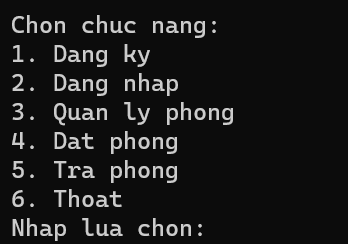 Chon chuc nang:
1. Dang ky
2. Dang nhap
3. Quan ly phong
4. Dat phong
5. Tra phong
6. Thoat
Nhap lua chon: